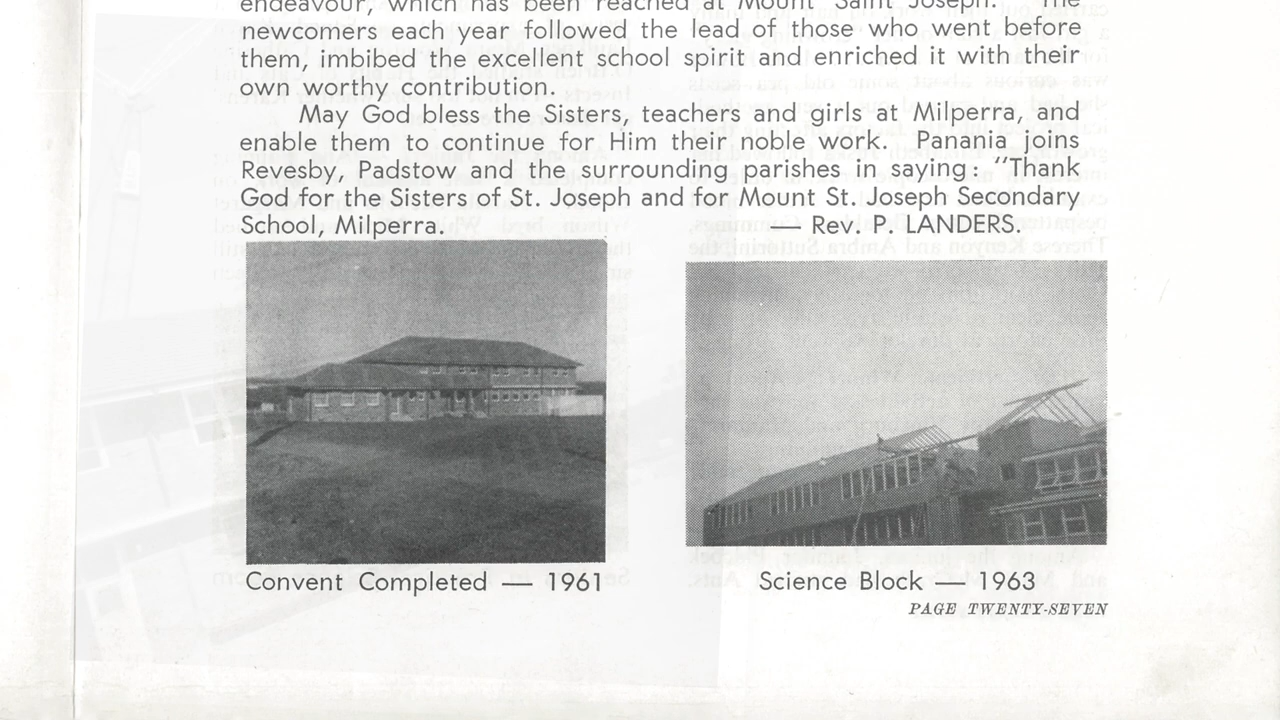 endeavour, which has been reached at Mount Saint Joseph. The
newcomers each year followed the lead of those who went before
them, imbibed the excellent school spirit and enriched it with their
own worthy contribution.
May God bless the Sisters, teachers and girls at Milperra, and
enable them to continue for Him their noble work. Panania joins
Revesby, Padstow and the surrounding parishes in saying: "Thank
God for the Sisters of St. Joseph and for Mount St. Joseph Secondary
School, Milperra. — Rev. P. LANDERS.
Convent Completed — 1961
Science Block — 1963
PAGE TWENTY-SEVEN